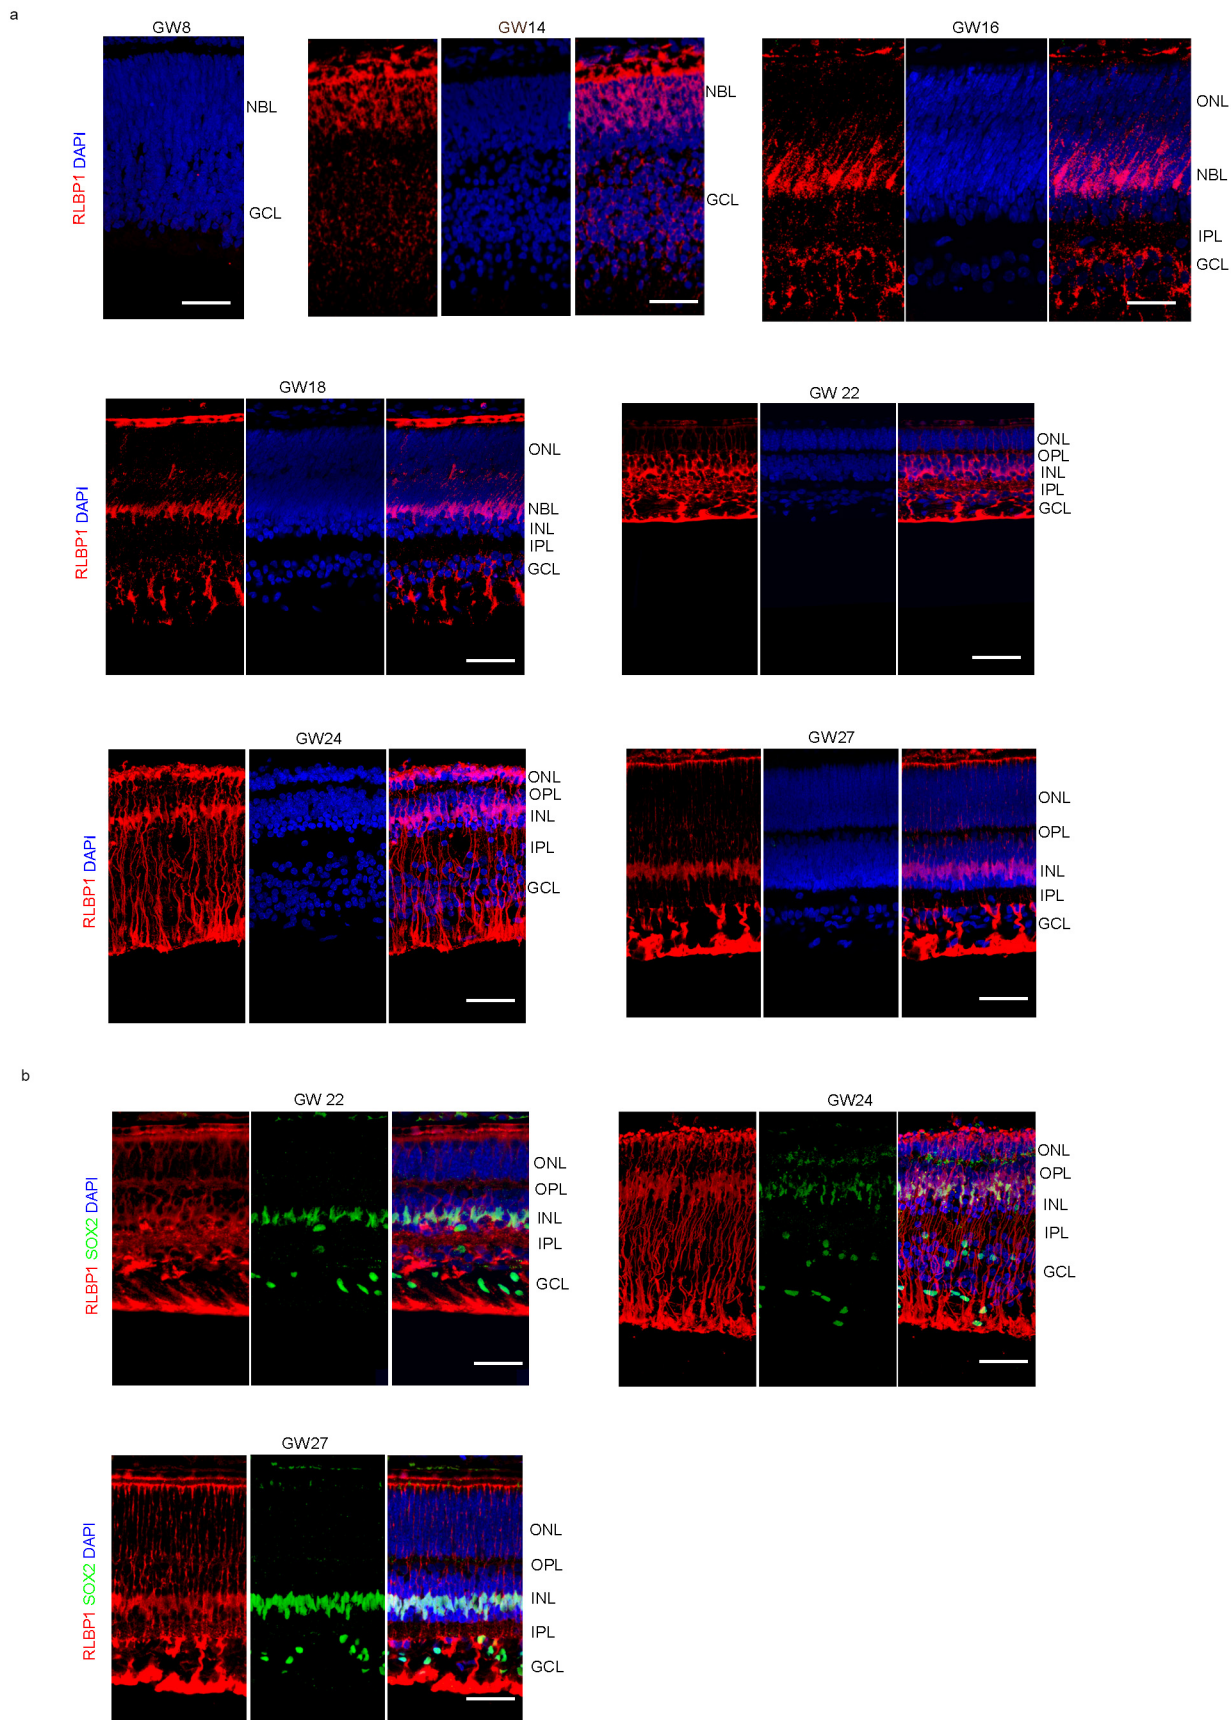 a
GW8
GW14
GW16
RLBP1 DAPI
NBL
GCL
NBL
GCL
ONL
NBL
IPL
GCL
GW18
GW 22
RLBP1 DAPI
ONL
NBL
INL
IPL
GCL
ONL
OPL
INL
IPL
GCL
GW24
GW27
RLBP1 DAPI
ONL
OPL
INL
IPL
GCL
ONL
OPL
INL
IPL
GCL
b
GW 22
GW24
RLBP1 SOX2 DAPI
ONL
OPL
INL
IPL
GCL
ONL
OPL
INL
IPL
GCL
GW27
RLBP1 SOX2 DAPI
ONL
OPL
INL
IPL
GCL